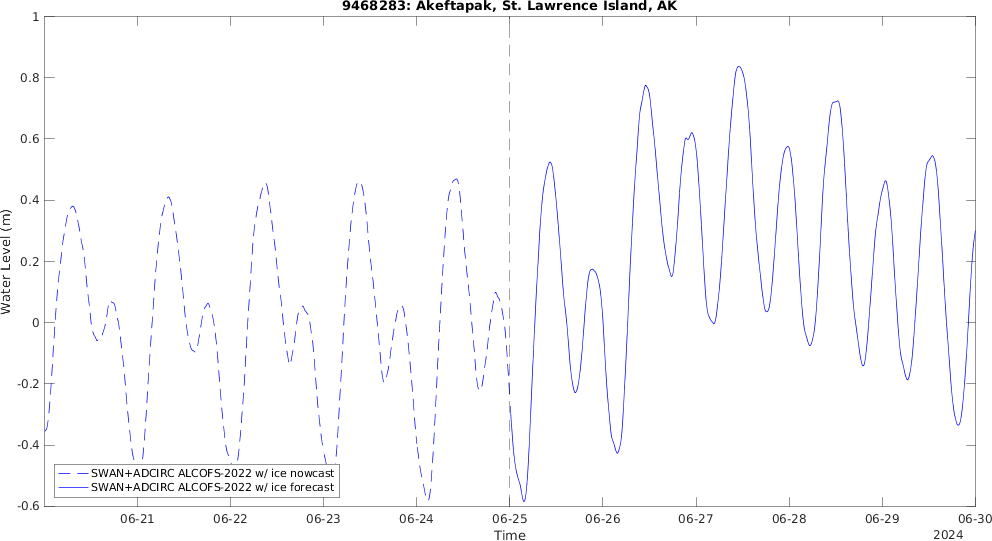 9468283: Akeftapak, St. Lawrence Island, AK
1
0.8
0.6
0.4
0.2
0
-0.2
-0.4
-0.6
Water Level (m)
SWAN+ADCIRC ALCOFS-2022 w/ ice nowcast
SWAN+ADCIRC ALCOFS-2022 w/ ice forecast
06-21 06-22 06-23 06-24 06-25 06-26 06-27 06-28 06-29 06-30
Time
2024